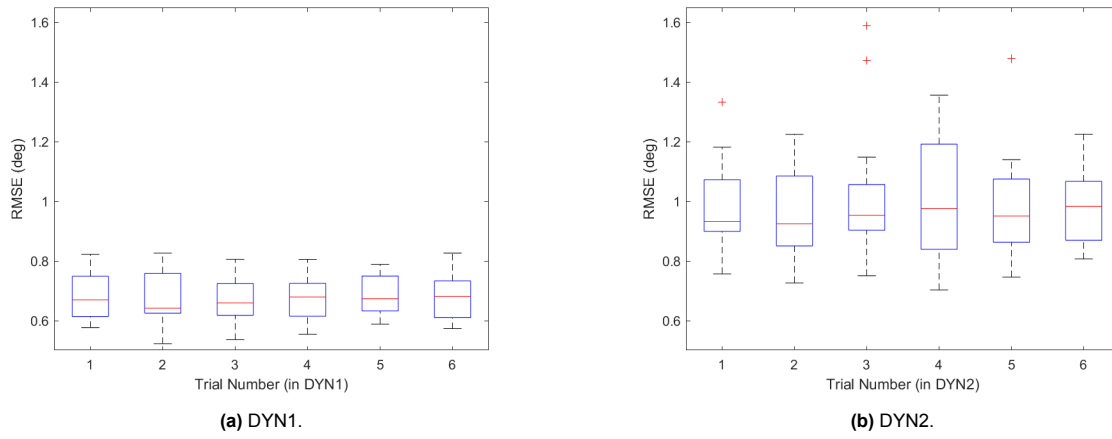 1.6
1.4
1.2
1
0.8
0.6
RMSE (deg)
1 2 3 4 5 6
Trial Number (in DYN1)
(a) DYN1.
1.6
1.4
1.2
1
0.8
0.6
RMSE (deg)
1 2 3 4 5 6
Trial Number (in DYN2)
(b) DYN2.